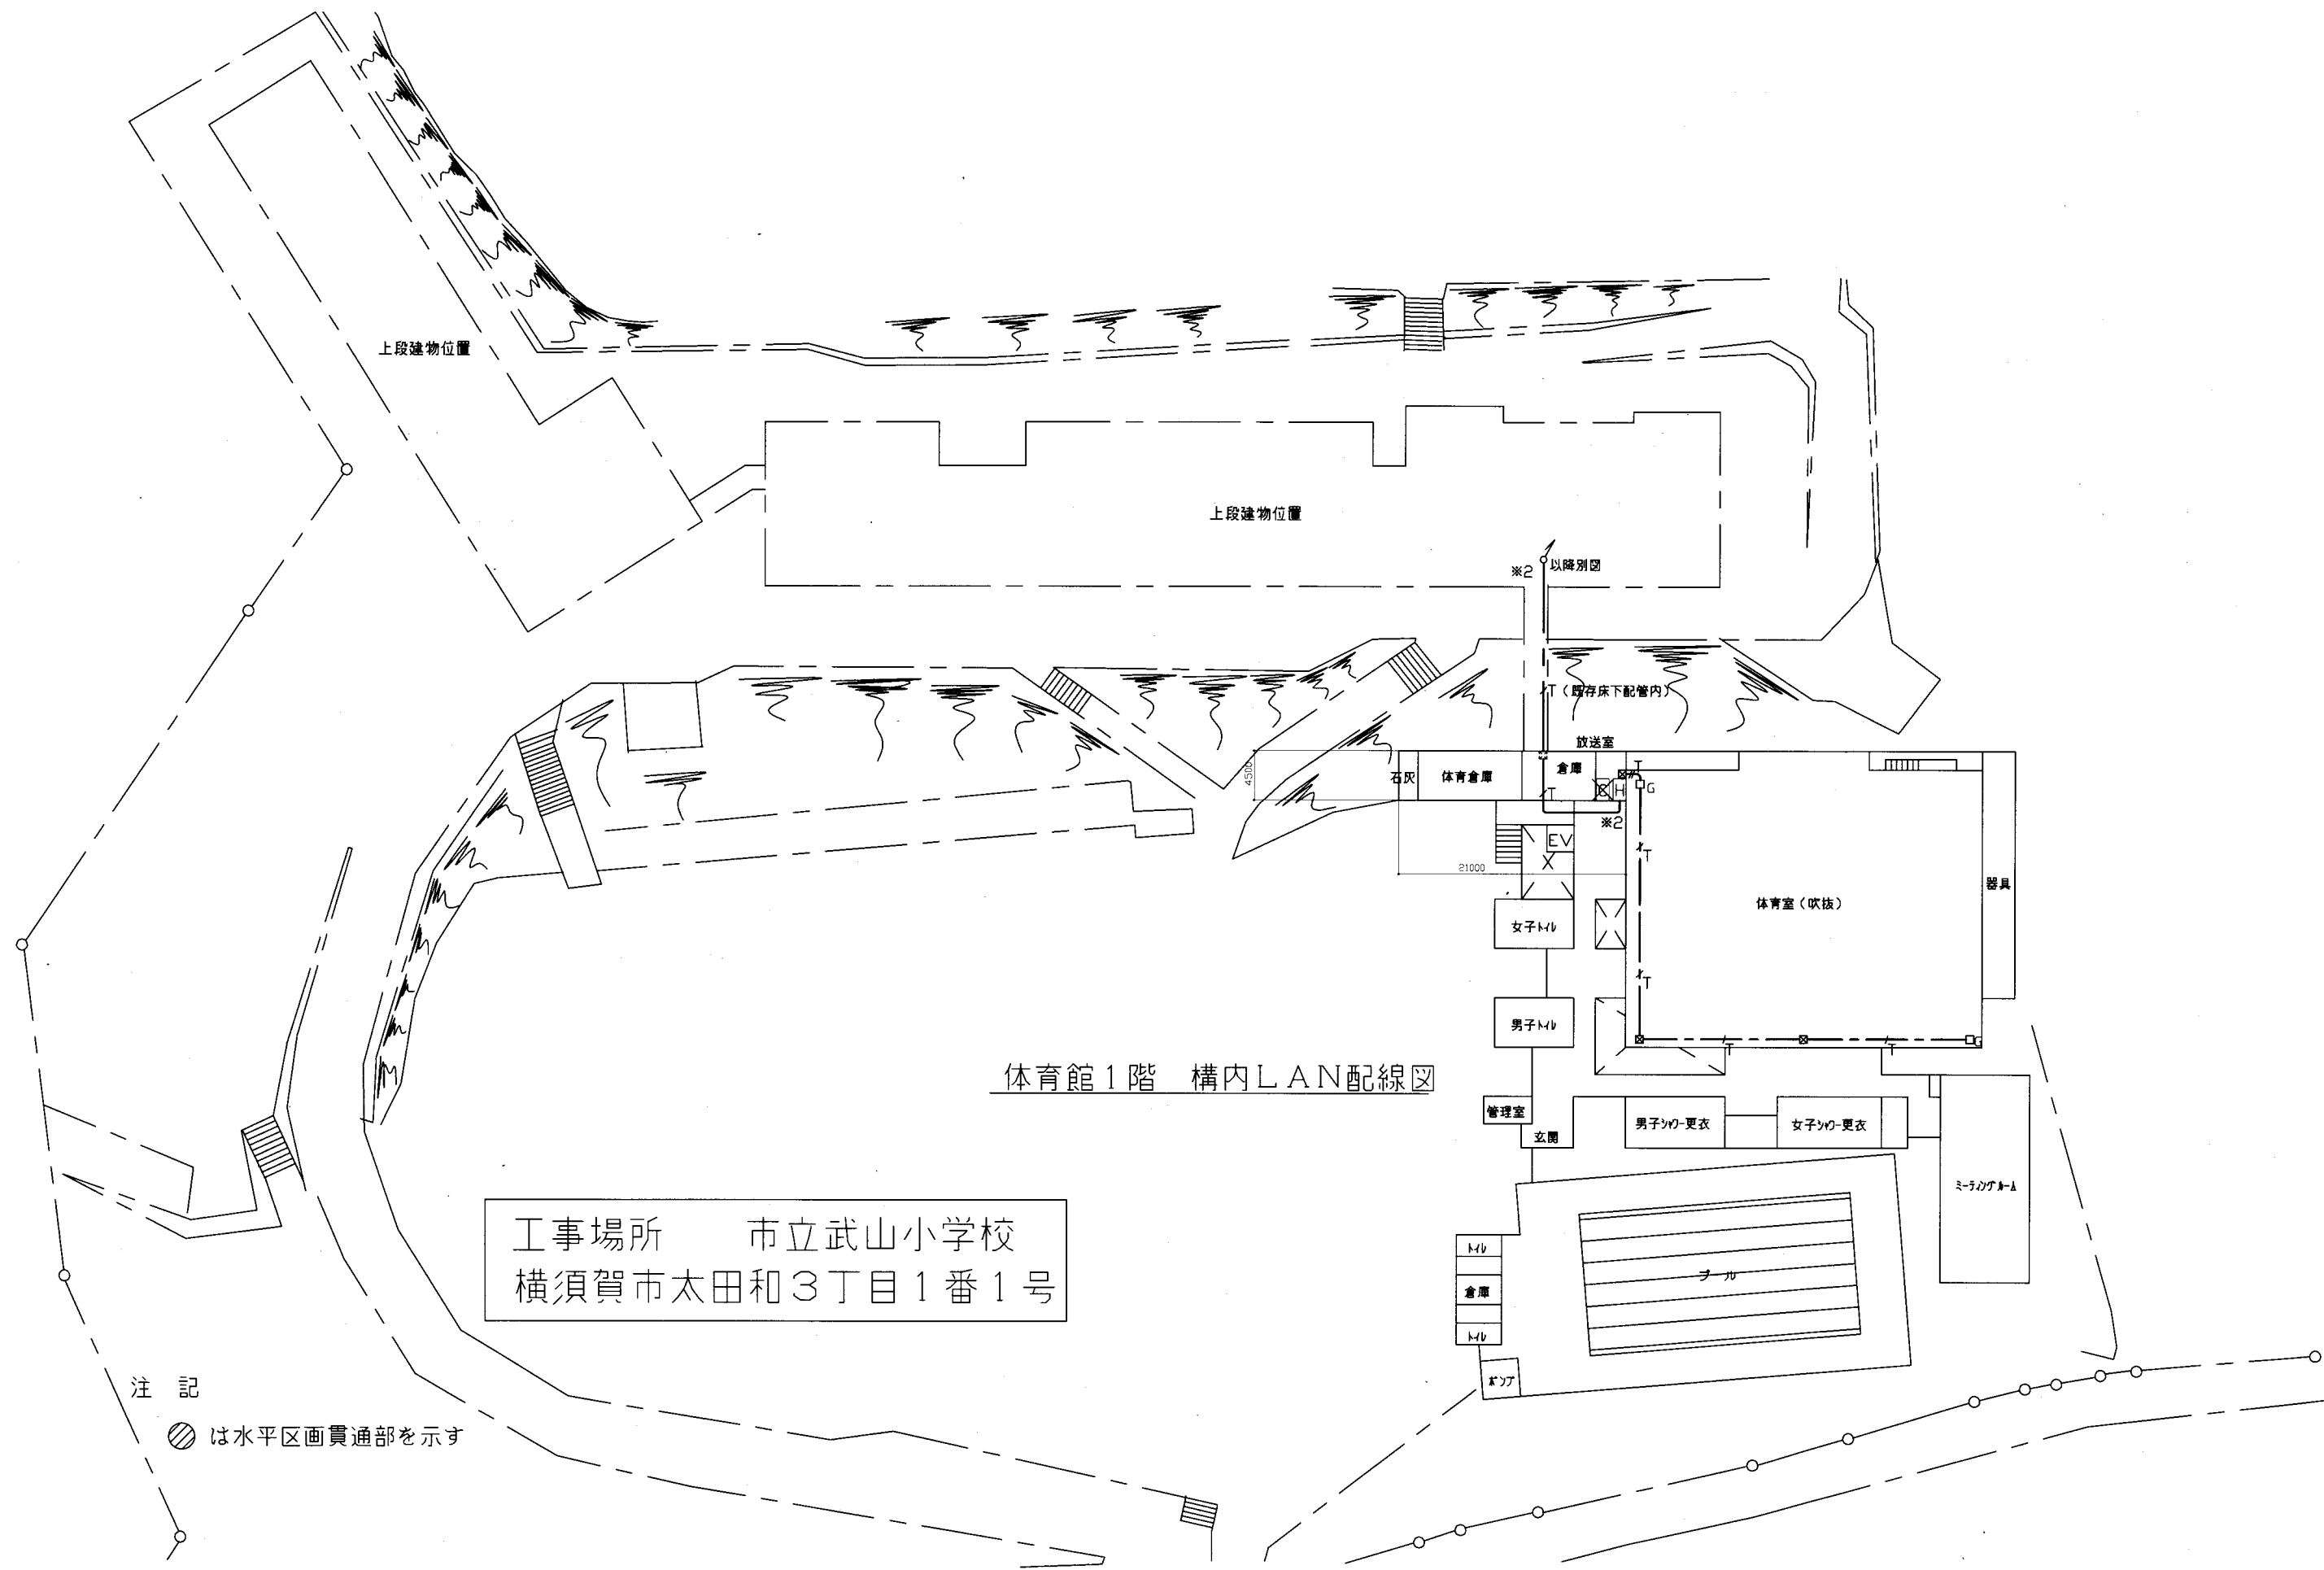 上段建物位置
上段建物位置
※2
以降別図
T（既存床下配管内）
放送室
4500
石灰
体育倉庫
倉庫
T
H
T
G
※2
EV
21000
T
器具
体育室（吹抜）
女子ﾄｲﾚ
T
男子ﾄｲﾚ
T
T
G
体育館１階　構内ＬＡＮ配線図
管理室
玄関
男子ｼｬﾜｰ更衣
女子ｼｬﾜｰ更衣
ミーティングルーム
工事場所　　市立武山小学校
横須賀市太田和３丁目１番１号
ﾄｲﾚ
倉庫
ﾄｲﾚ
プール
ポンプ
注　記
は水平区画貫通部を示す